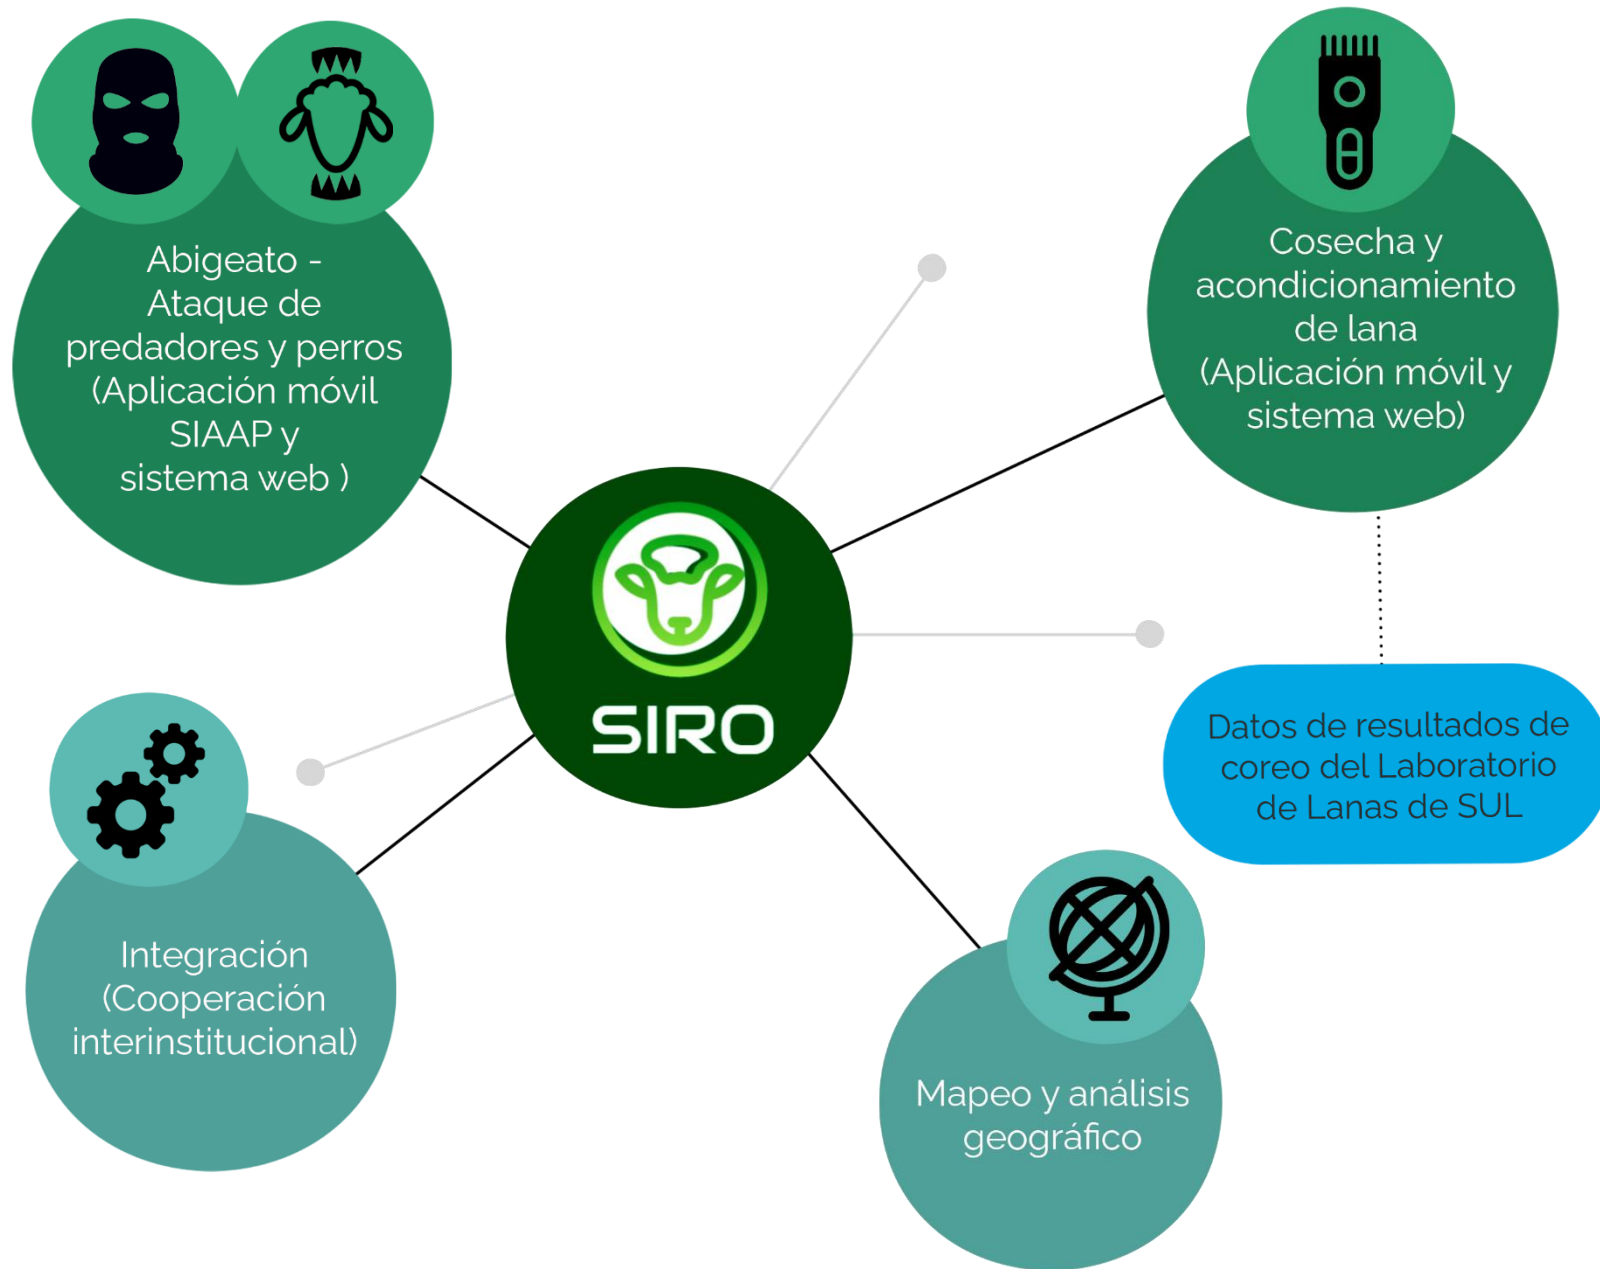 Abigeato -
Ataque de
predadores y perros
(Aplicación móvil
SIAAP y
sistema web )
Cosecha y
acondicionamiento
de lana
(Aplicación móvil y
sistema web)
SIRO
Datos de resultados de
coreo del Laboratorio
de Lanas de SUL
Integración
(Cooperación
interinstitucional)
Mapeo y análisis
geográfico